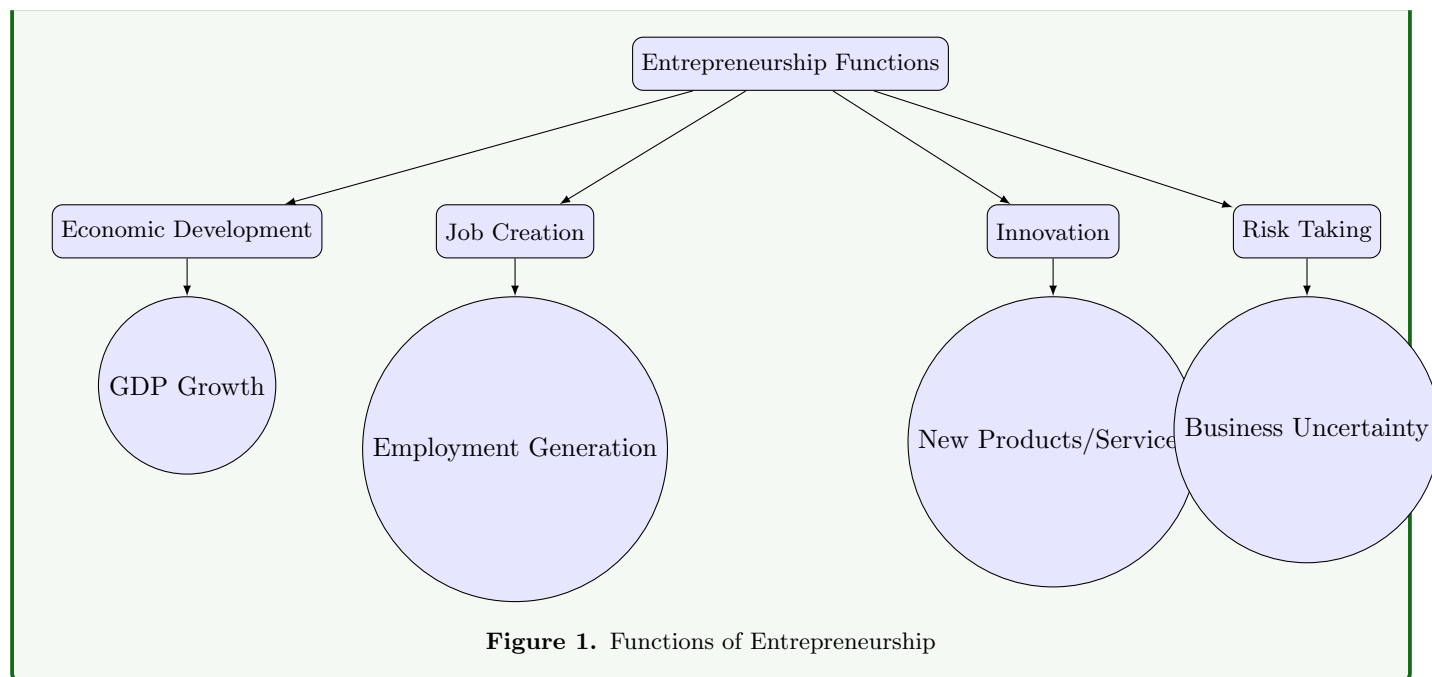 Entrepreneurship Functions
Economic Development
Job Creation
Innovation
Risk Taking
GDP Growth
Employment Generation
New Products/Service
Business Uncertainty
Figure 1. Functions of Entrepreneurship